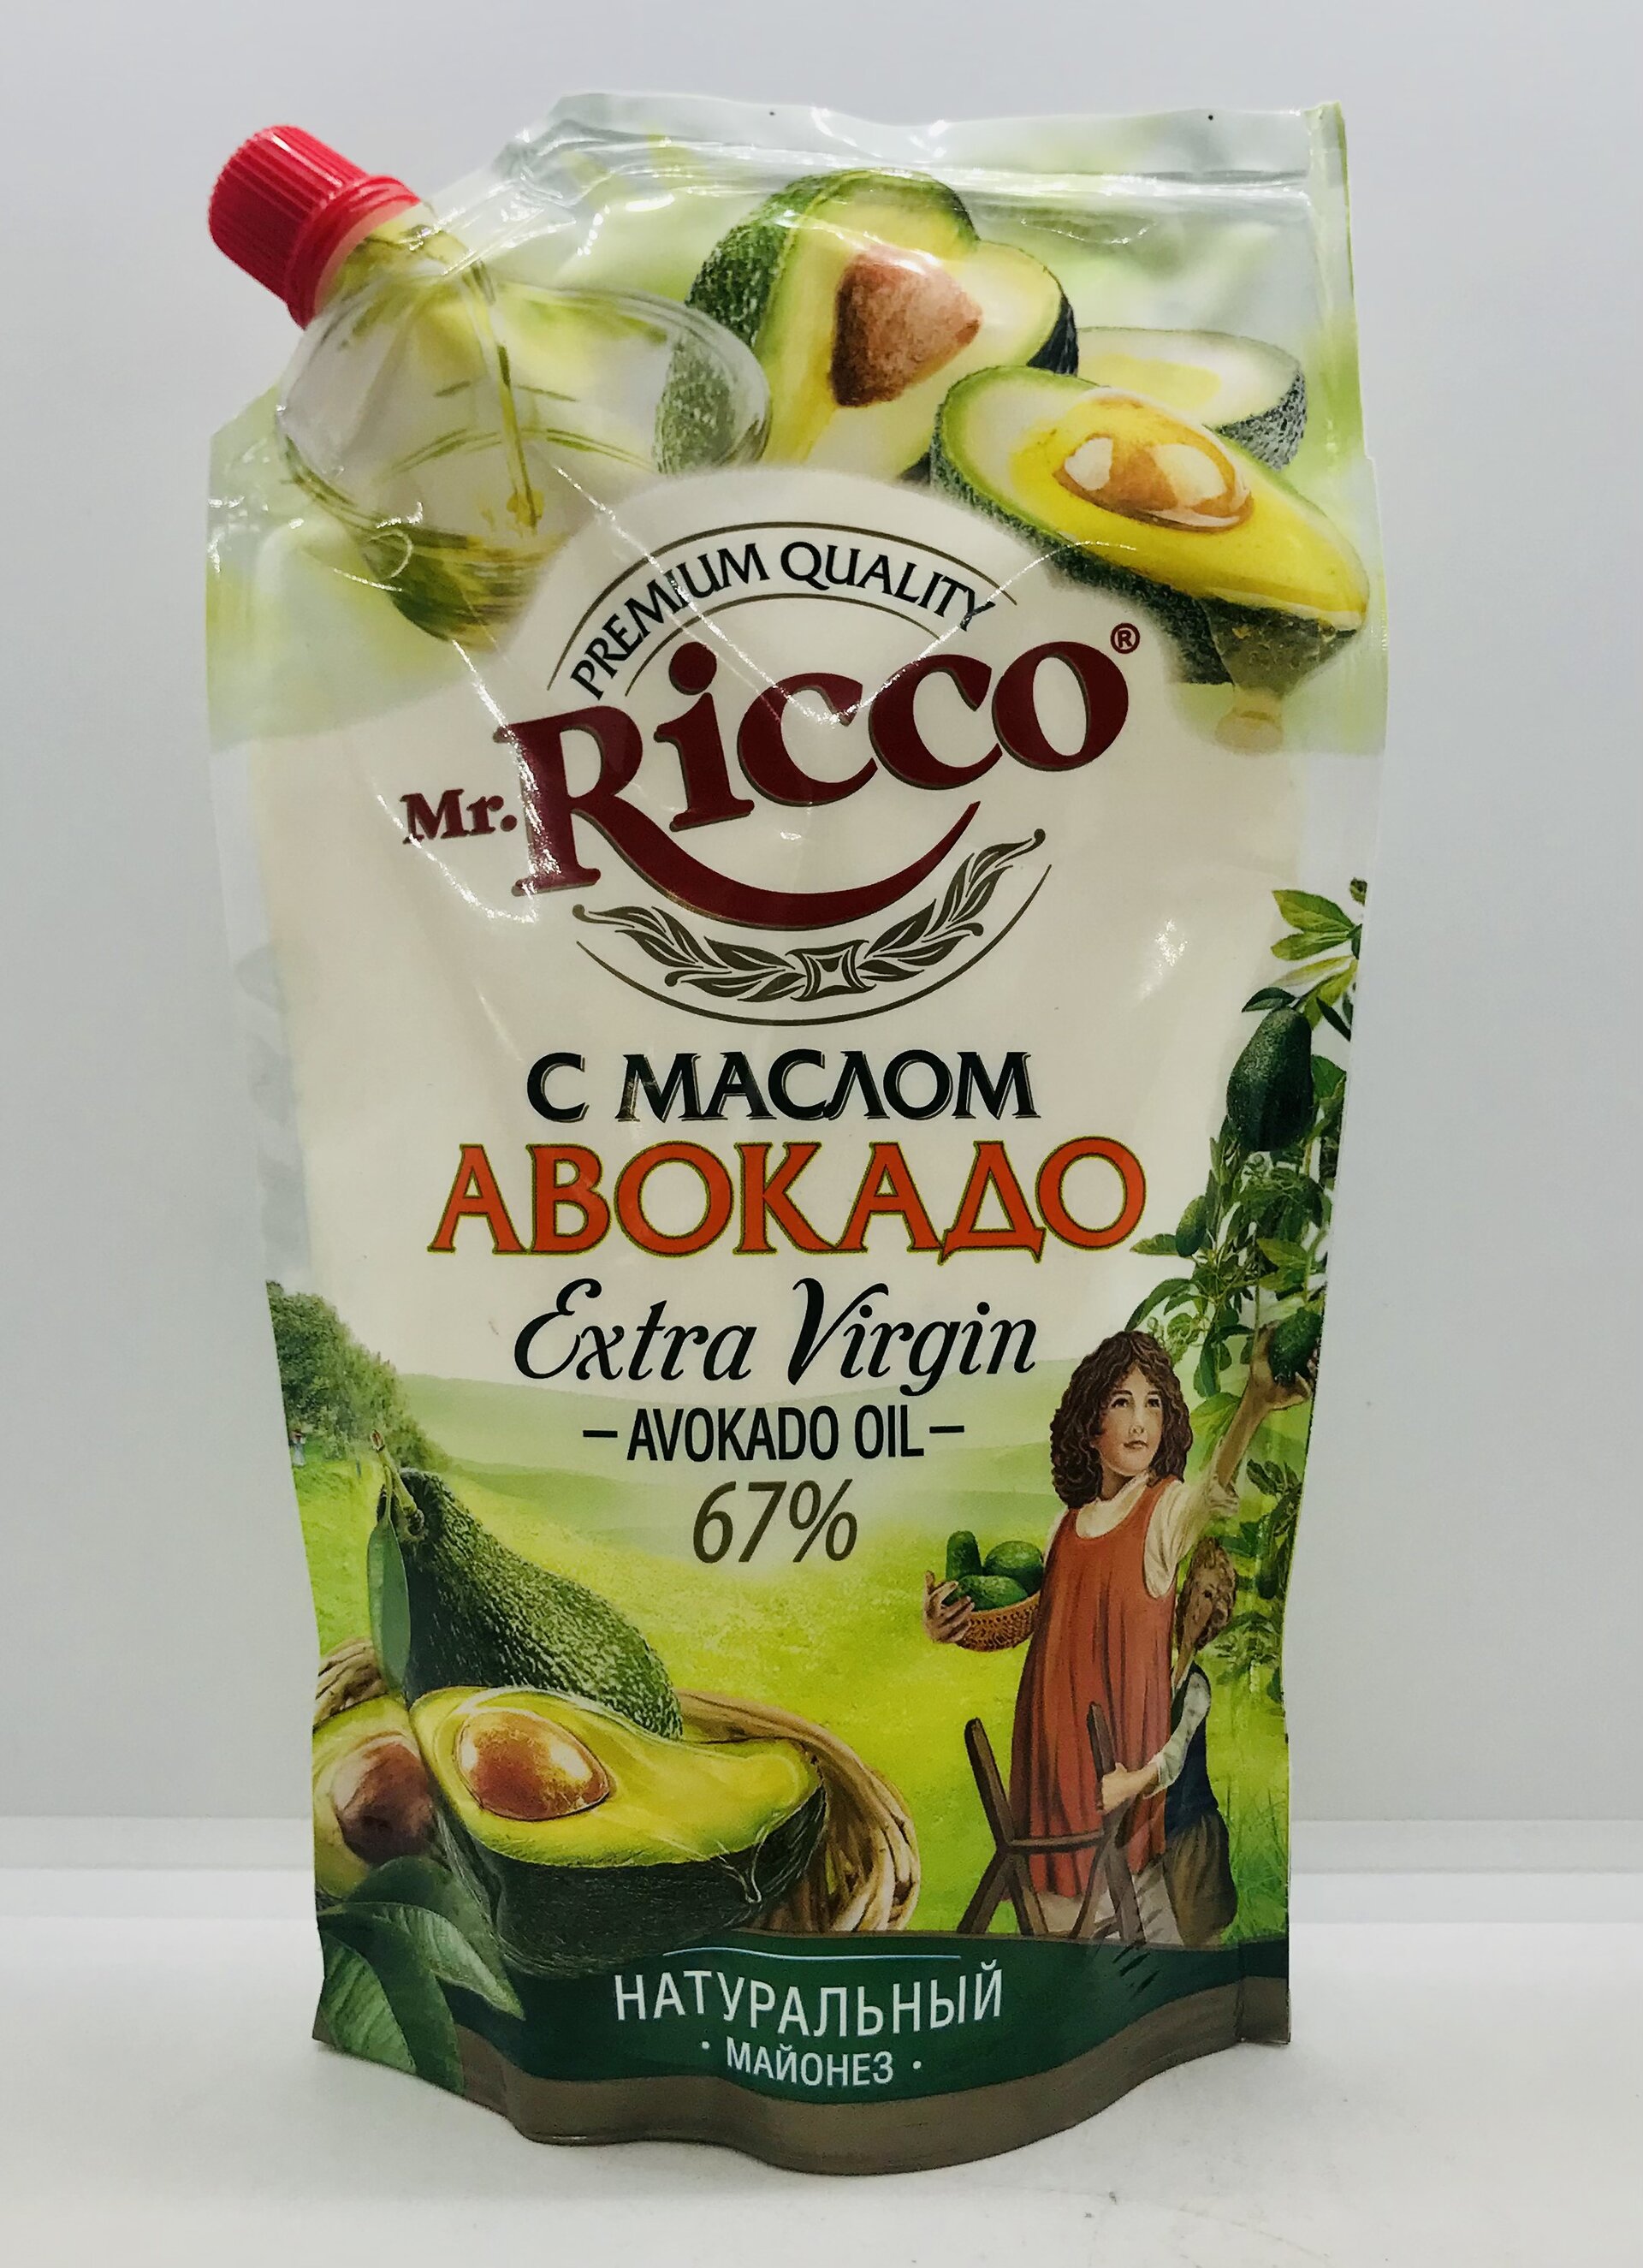 PREMIUM QUALITY
Mr. Ricco®
С МАСЛОМ
АВОКАДО
Extra Virgin
–AVOKADO OIL–
67%
НАТУРАЛЬНЫЙ
· МАЙОНЕЗ ·